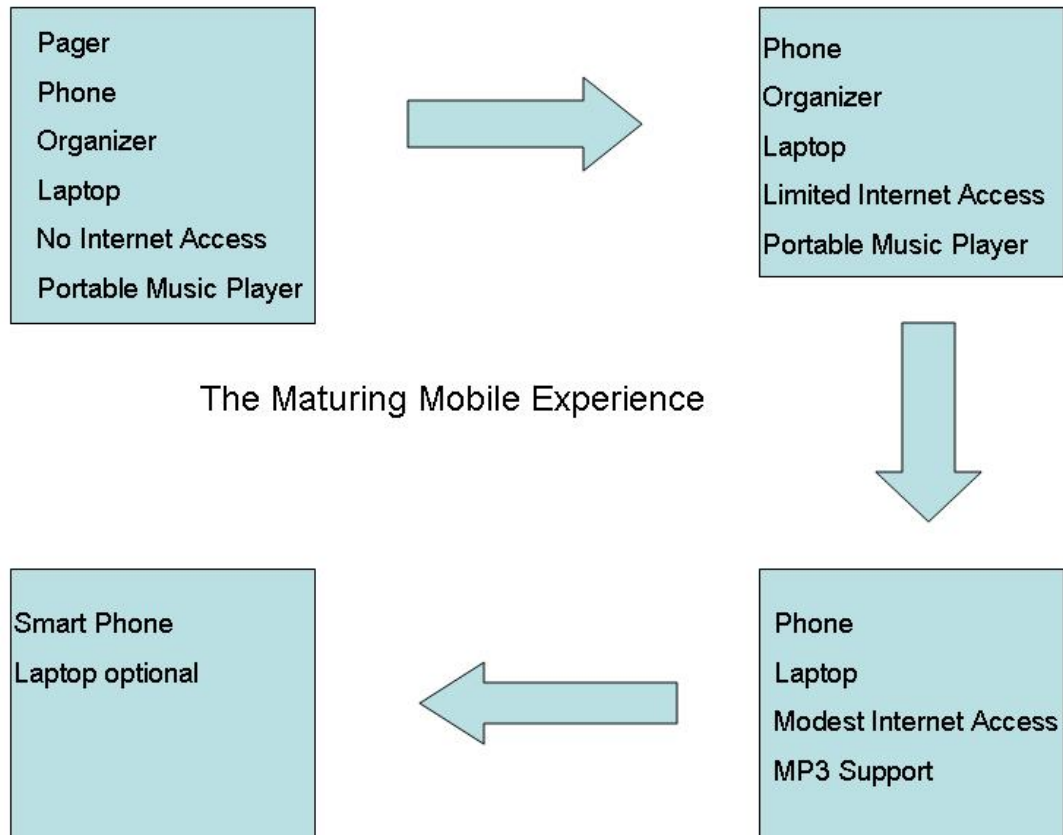 Pager
Phone
Organizer
Laptop
No Internet Access
Portable Music Player
Phone
Organizer
Laptop
Limited Internet Access
Portable Music Player
The Maturing Mobile Experience
Phone
Laptop
Modest Internet Access
MP3 Support
Smart Phone
Laptop optional